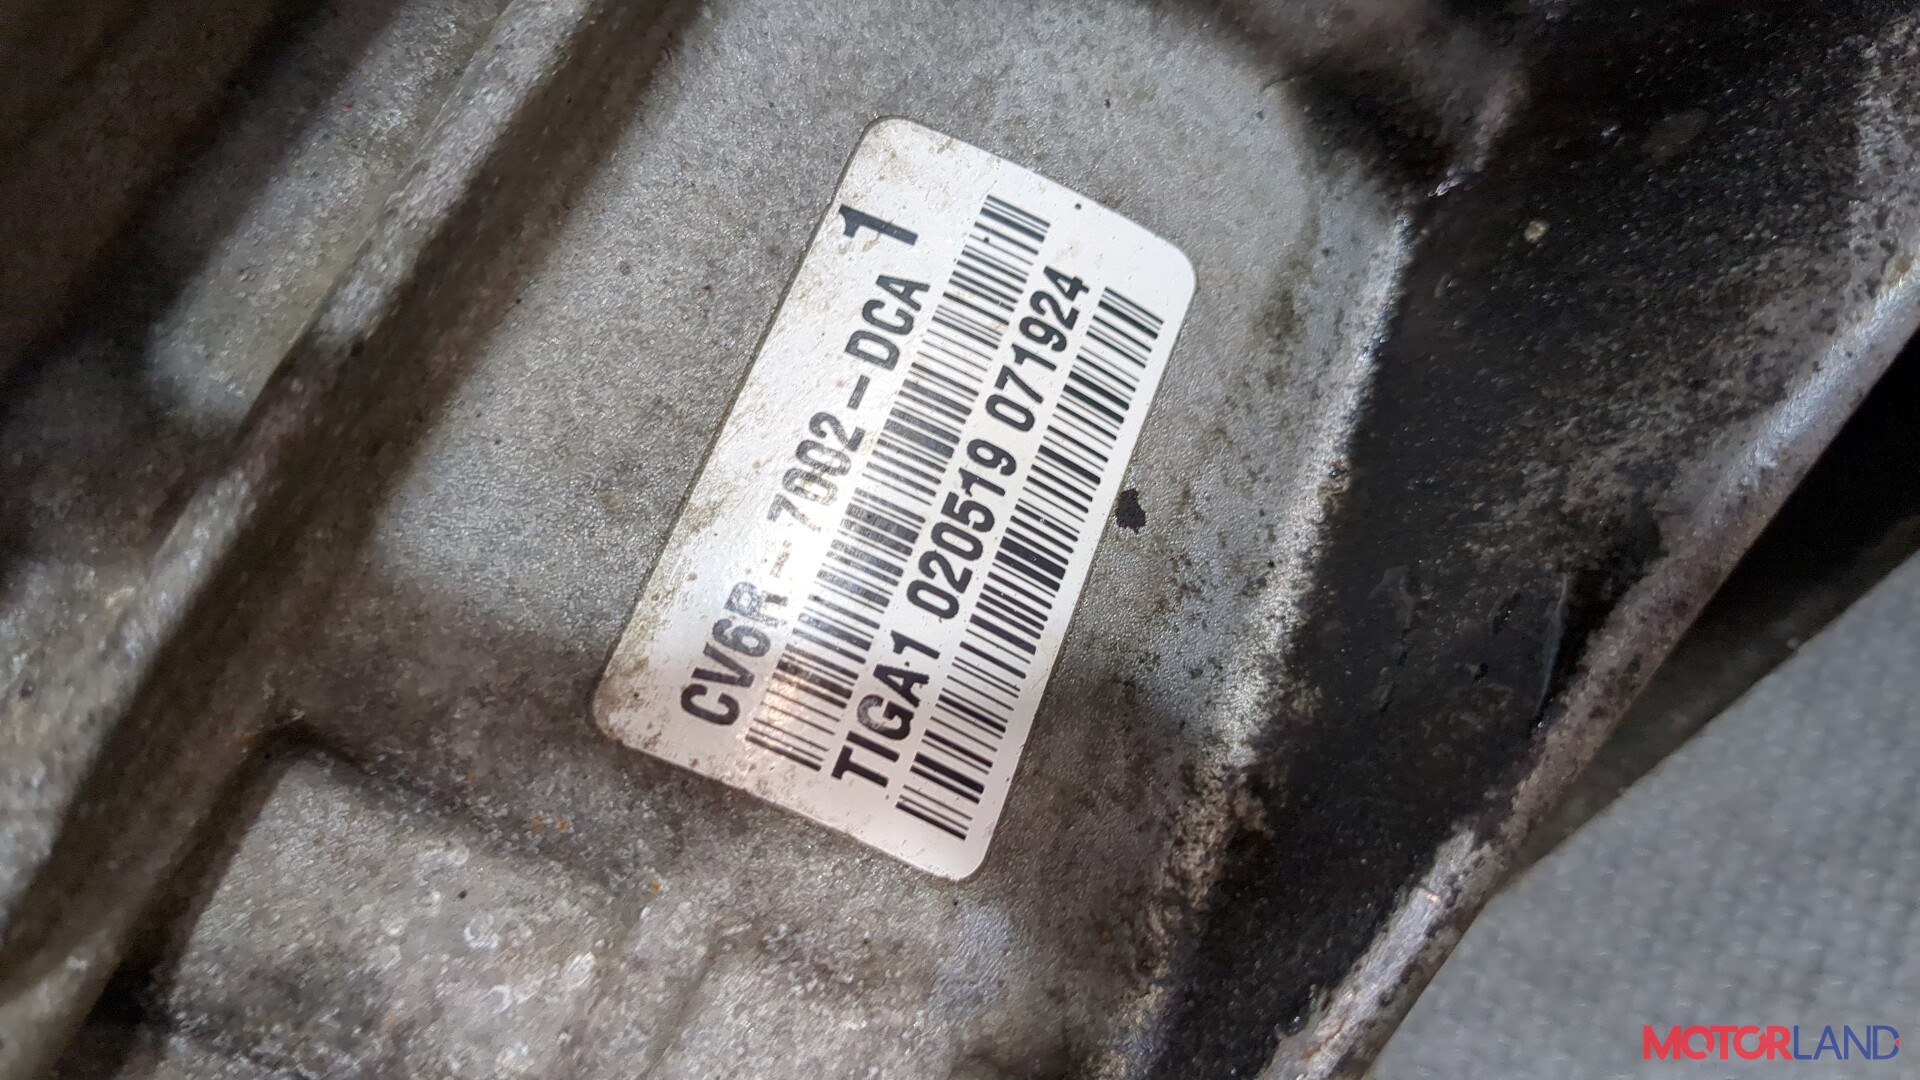 CV6R-7002-DCA 1
TIGA1 020519 071924
MOTORLAND